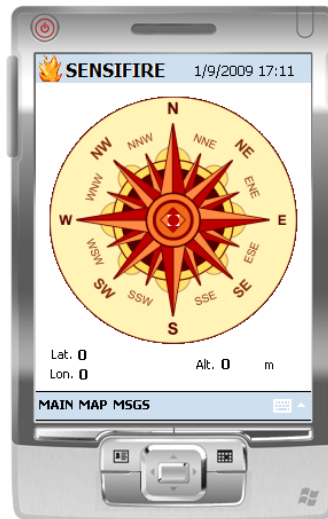 SENSIFIRE 1/9/2009 17:11
N
NNW NNE
NW NE
WNW ENE
W E
WSW ESE
SW SE
SSW SSE
S
Lat. 0
Alt. 0 m
Lon. 0
MAIN MAP MSGS